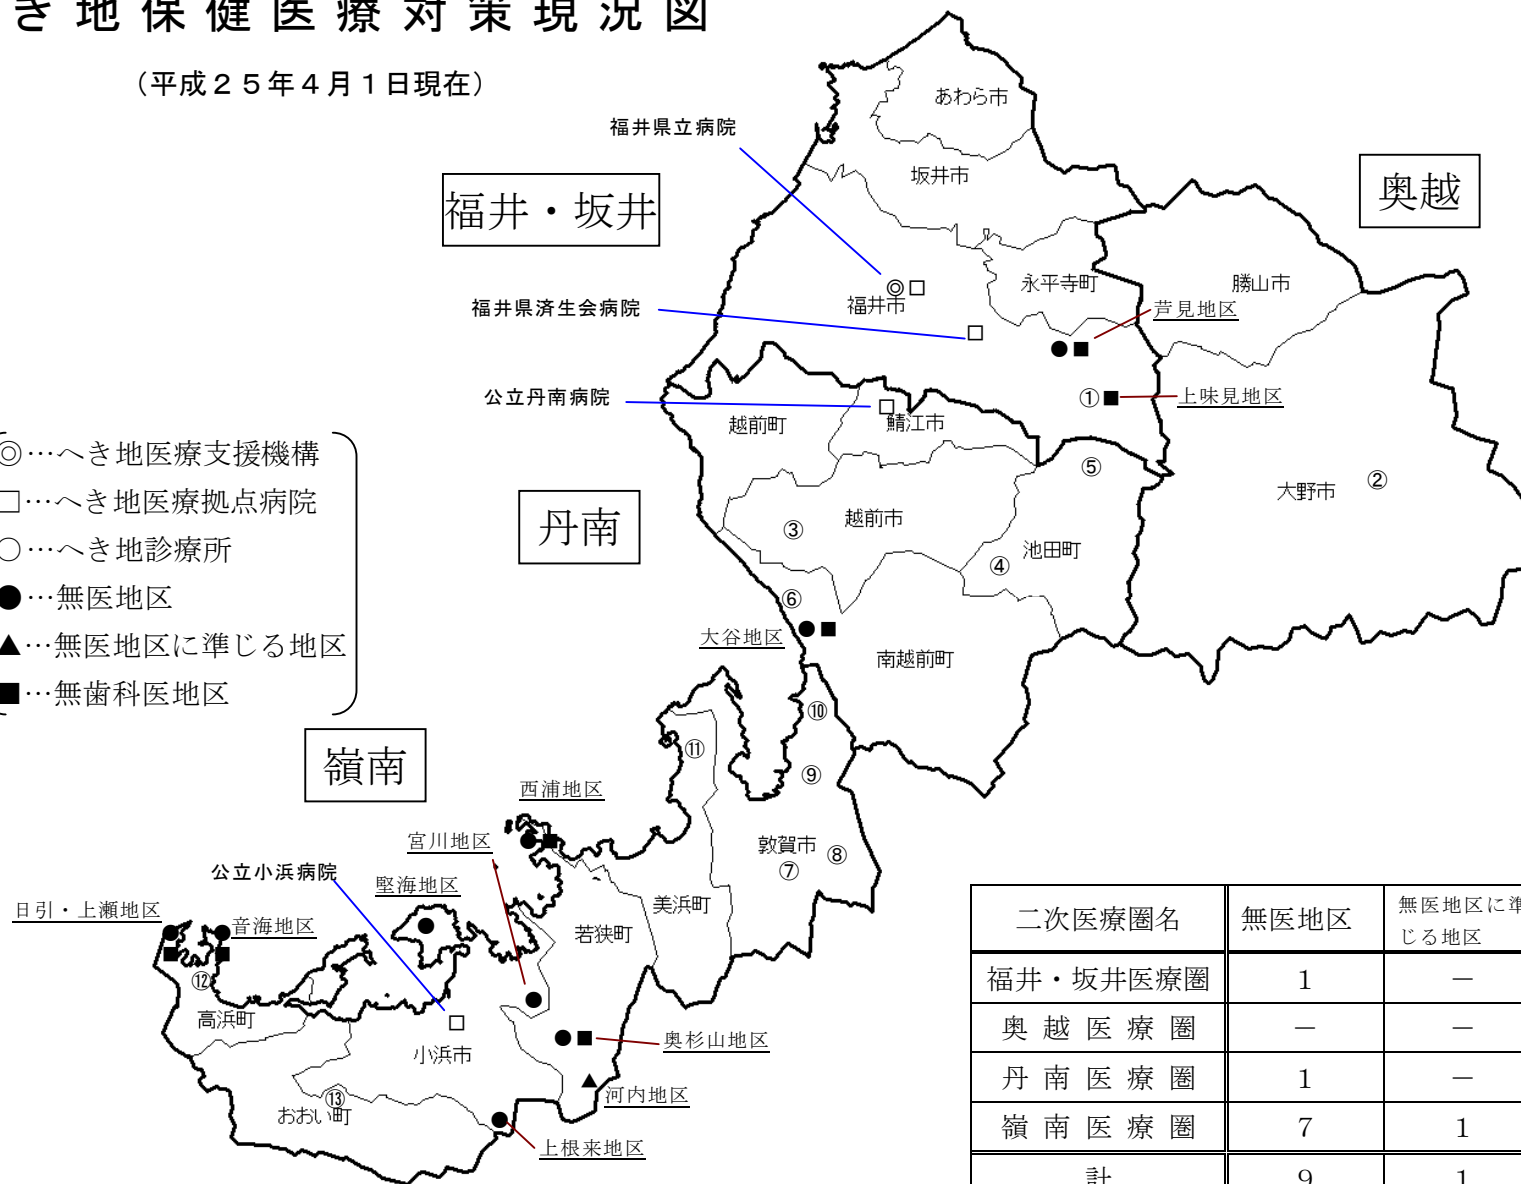 き地保健医療対策現況図
（平成２５年４月１日現在）
あわら市
福井県立病院
坂井市
奥越
福井・坂井
◎□
永平寺町
勝山市
福井市
福井県済生会病院
芦見地区
□
●■
公立丹南病院
①■
上味見地区
□
越前町
鯖江市
◎…へき地医療支援機構
□…へき地医療拠点病院
○…へき地診療所
●…無医地区
▲…無医地区に準じる地区
■…無歯科医地区
⑤
②
大野市
丹南
越前市
③
池田町
④
⑥
大谷地区
●■
南越前町
⑩
嶺南
⑪
⑨
西浦地区
●■
宮川地区
敦賀市
⑧
⑦
公立小浜病院
堅海地区
●
美浜町
日引・上瀬地区
音海地区
●
●
■
■
若狭町
⑫
●
高浜町
□
小浜市
●■
奥杉山地区
▲
河内地区
⑬
おおい町
●
上根来地区
二次医療圏名 無医地区 無医地区に準
じる地区
福井・坂井医療圏 1 －
奥越医療圏 － －
丹南医療圏 1 －
嶺南医療圏 7 1
計 9 1